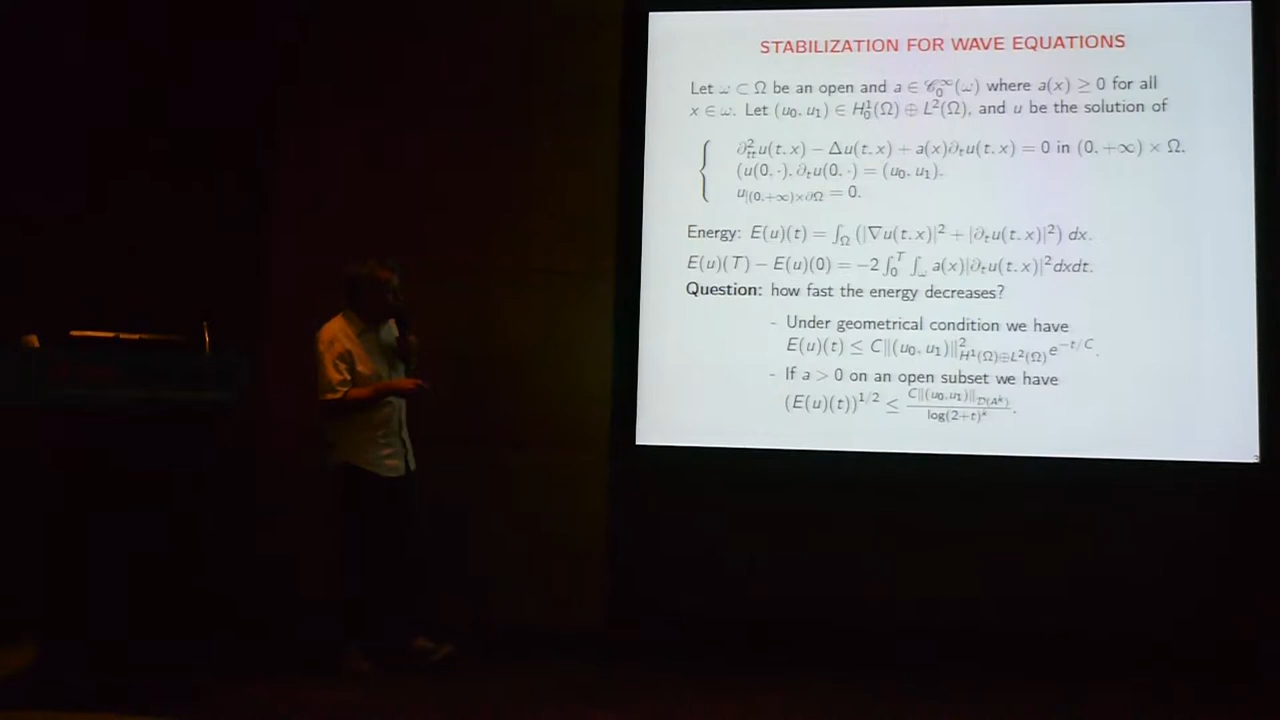 STABILIZATION FOR WAVE EQUATIONS
Let ω ⊂ Ω be an open and a ∈ 𝒞₀^∞(ω) where a(x) ≥ 0 for all
x ∈ ω. Let (u₀, u₁) ∈ H₀¹(Ω) ⊕ L²(Ω), and u be the solution of
∂²ₜₜu(t, x) − Δu(t, x) + a(x)∂ₜu(t, x) = 0 in (0, +∞) × Ω,
(u(0, ·), ∂ₜu(0, ·) = (u₀, u₁),
u|(0,+∞)×∂Ω = 0.
Energy: E(u)(t) = ∫_Ω (|∇u(t, x)|² + |∂ₜu(t, x)|²) dx.
E(u)(T) − E(u)(0) = −2 ∫₀^T ∫_ω a(x)|∂ₜu(t, x)|²dxdt.
Question: how fast the energy decreases?
- Under geometrical condition we have
E(u)(t) ≤ C‖(u₀, u₁)‖²_{H¹(Ω)⊕L²(Ω)} e^{−t/C}.
- If a > 0 on an open subset we have
(E(u)(t))^{1/2} ≤ C‖(u₀,u₁)‖_{D(A^k)} / log(2+t)^k.